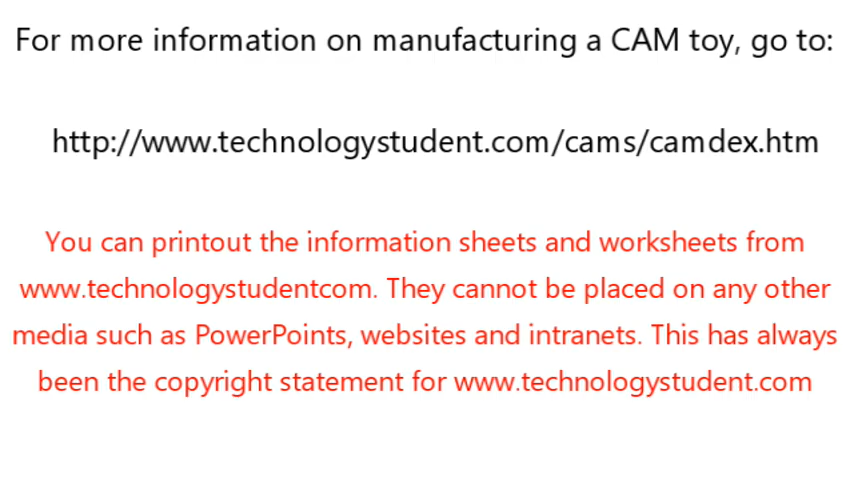 For more information on manufacturing a CAM toy, go to:
http://www.technologystudent.com/cams/camdex.htm
You can printout the information sheets and worksheets from
www.technologystudentcom. They cannot be placed on any other
media such as PowerPoints, websites and intranets. This has always
been the copyright statement for www.technologystudent.com